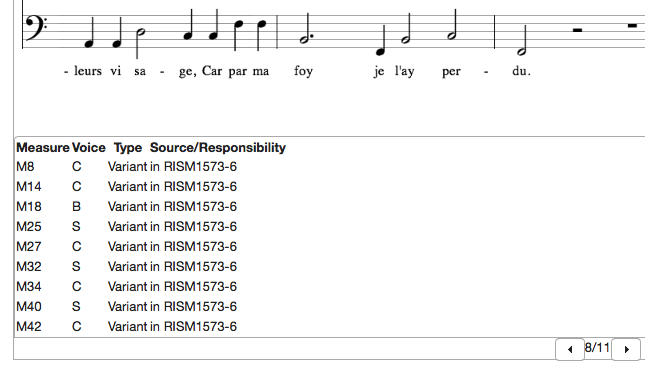 - leurs vi sa - ge, Car par ma foy je l'ay per - du.
Measure Voice Type Source/Responsibility
M8 C Variant in RISM1573-6
M14 C Variant in RISM1573-6
M18 B Variant in RISM1573-6
M25 S Variant in RISM1573-6
M27 C Variant in RISM1573-6
M32 S Variant in RISM1573-6
M34 C Variant in RISM1573-6
M40 S Variant in RISM1573-6
M42 C Variant in RISM1573-6
8/11